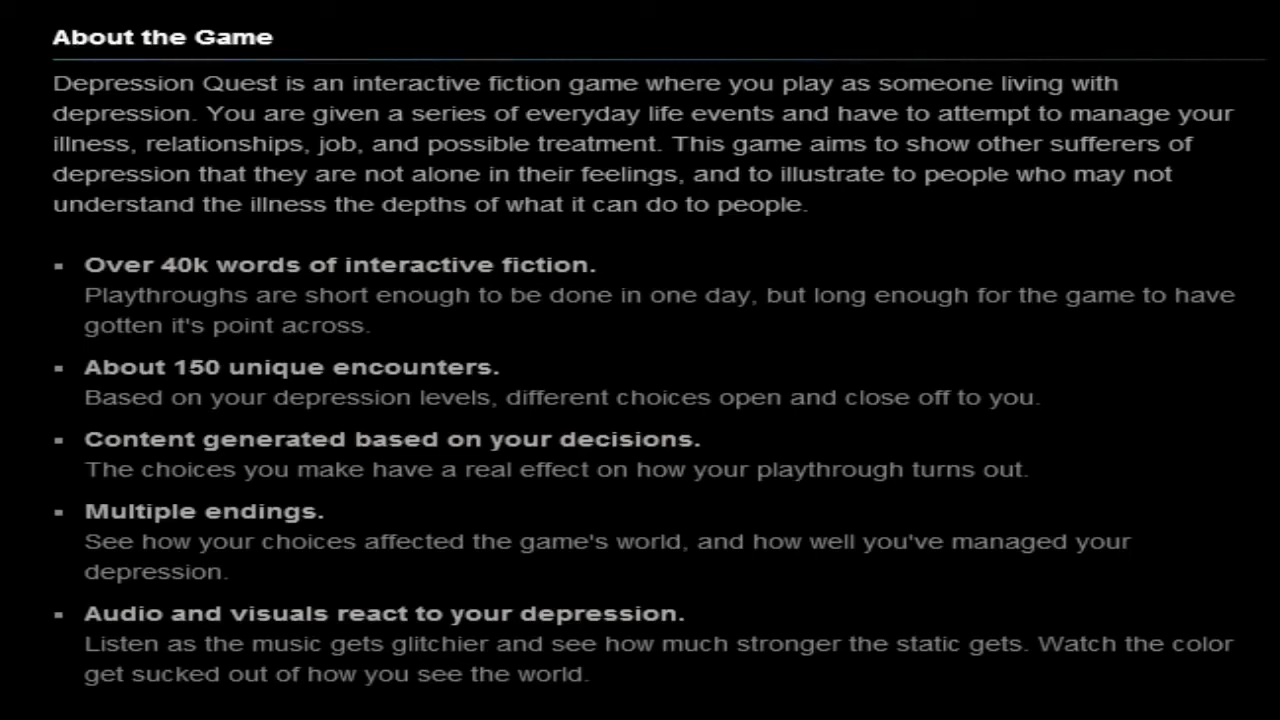 About the Game
Depression Quest is an interactive fiction game where you play as someone living with
depression. You are given a series of everyday life events and have to attempt to manage your
illness, relationships, job, and possible treatment. This game aims to show other sufferers of
depression that they are not alone in their feelings, and to illustrate to people who may not
understand the illness the depths of what it can do to people.
▪ Over 40k words of interactive fiction.
Playthroughs are short enough to be done in one day, but long enough for the game to have
gotten it's point across.
▪ About 150 unique encounters.
Based on your depression levels, different choices open and close off to you.
▪ Content generated based on your decisions.
The choices you make have a real effect on how your playthrough turns out.
▪ Multiple endings.
See how your choices affected the game's world, and how well you've managed your
depression.
▪ Audio and visuals react to your depression.
Listen as the music gets glitchier and see how much stronger the static gets. Watch the color
get sucked out of how you see the world.